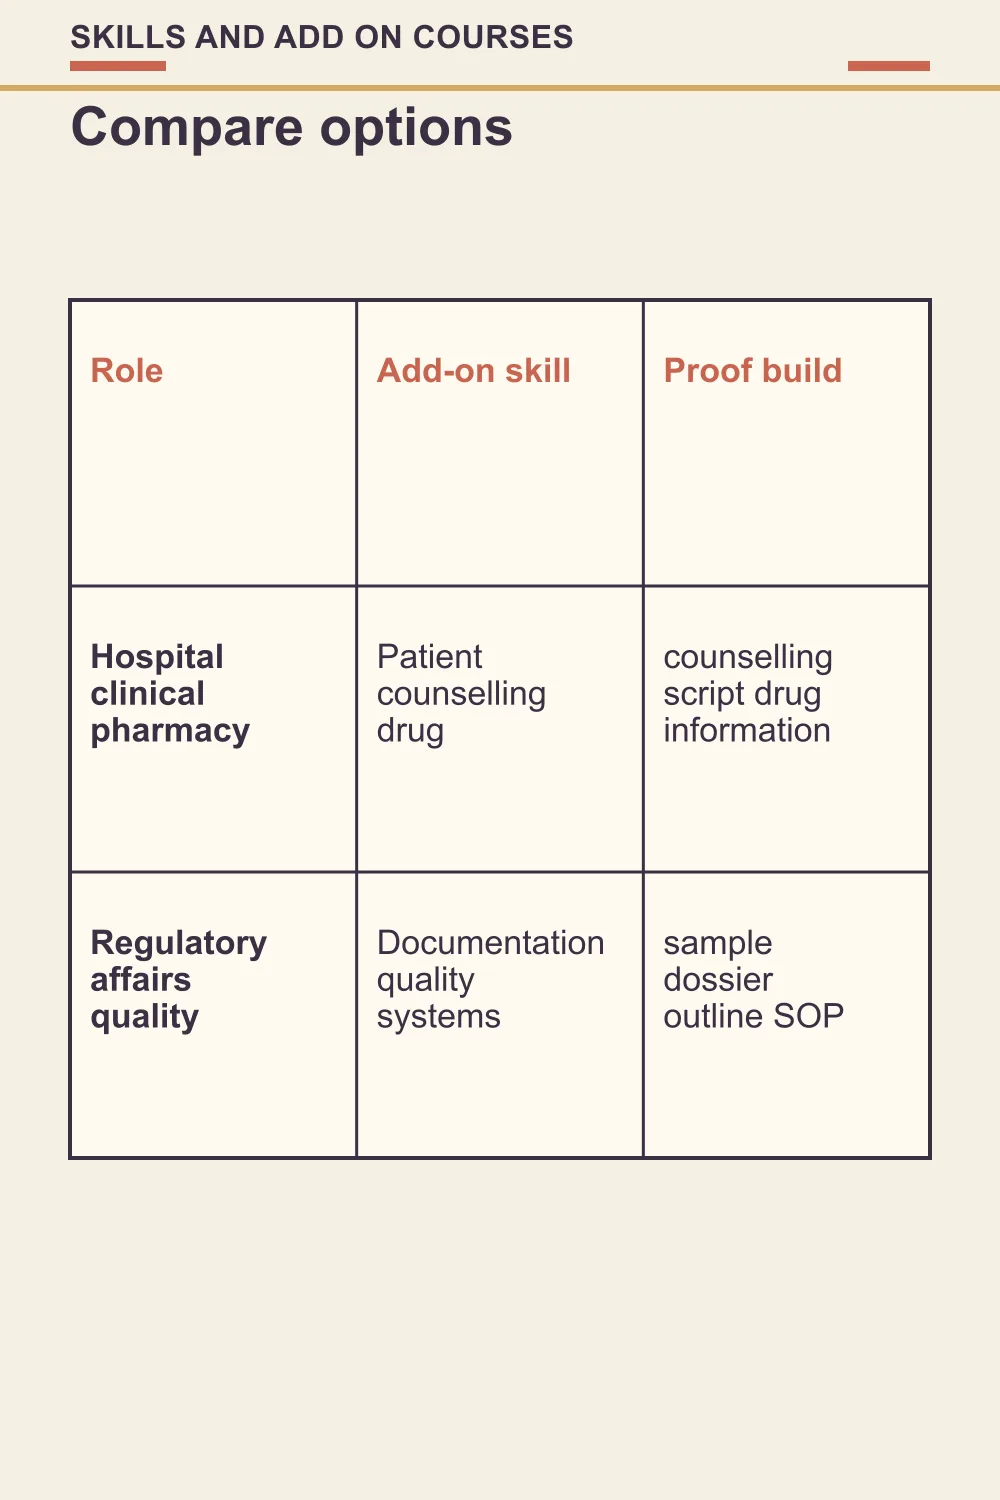 SKILLS AND ADD ON COURSES
Compare options
Role
Add-on skill
Proof build
Hospital
clinical
pharmacy
Patient
counselling
drug
counselling
script drug
information
Regulatory
affairs
quality
Documentation
quality
systems
sample
dossier
outline SOP